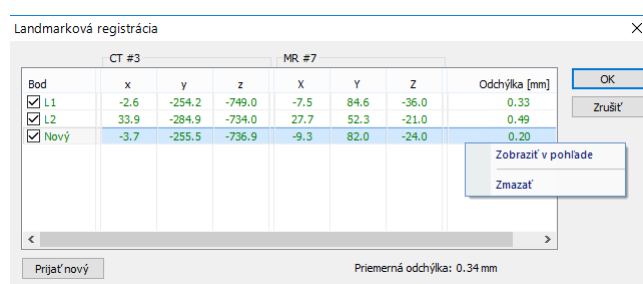 Landmarková registrácia
CT #3 MR #7
Bod x y z X Y Z Odchýlka [mm]
L1 -2.6 -254.2 -749.0 -7.5 84.6 -36.0 0.33
L2 33.9 -284.9 -734.0 27.7 52.3 -21.0 0.49
Nový -3.7 -255.5 -736.9 -9.3 82.0 -24.0 0.20
OK
Zrušiť
Zobraziť v pohľade
Zmazať
Prijať nový
Priemerná odchýlka: 0.34 mm